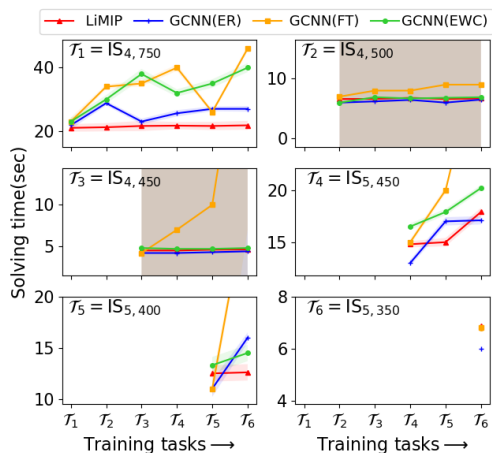 LiMIP GCNN(ER) GCNN(FT) GCNN(EWC)
Solving time(sec)
𝒯₁ = IS₄,₇₅₀
40
20
𝒯₂ = IS₄,₅₀₀
10
0
𝒯₃ = IS₄,₄₅₀
10
5
𝒯₄ = IS₅,₄₅₀
20
15
𝒯₅ = IS₅,₄₀₀
20
15
10
𝒯₁ 𝒯₂ 𝒯₃ 𝒯₄ 𝒯₅ 𝒯₆
Training tasks ⟶
𝒯₆ = IS₅,₃₅₀
8
6
4
𝒯₁ 𝒯₂ 𝒯₃ 𝒯₄ 𝒯₅ 𝒯₆
Training tasks ⟶